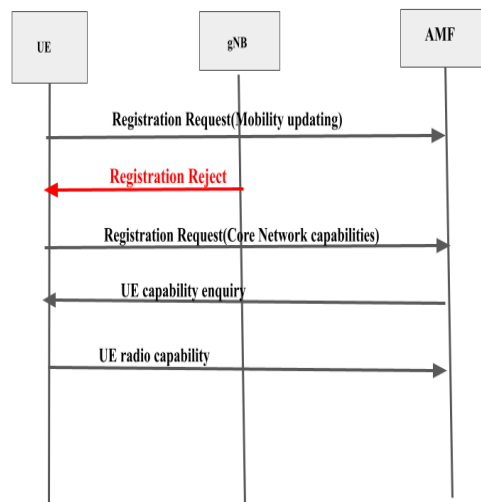 UE
gNB
AMF
Registration Request(Mobility updating)
Registration Reject
Registration Request(Core Network capabilities)
UE capability enquiry
UE radio capability